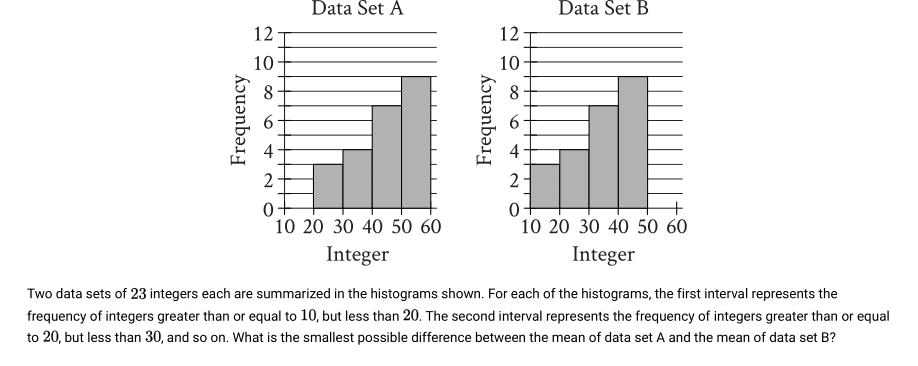 Data Set A
Data Set B
12
10
8
6
4
2
0
Frequency
10 20 30 40 50 60
Integer
12
10
8
6
4
2
0
Frequency
10 20 30 40 50 60
Integer
Two data sets of 23 integers each are summarized in the histograms shown. For each of the histograms, the first interval represents the
frequency of integers greater than or equal to 10, but less than 20. The second interval represents the frequency of integers greater than or equal
to 20, but less than 30, and so on. What is the smallest possible difference between the mean of data set A and the mean of data set B?